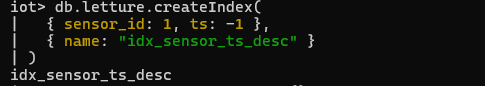 iot> db.letture.createIndex(
|   { sensor_id: 1, ts: -1 },
|   { name: "idx_sensor_ts_desc" }
| )
idx_sensor_ts_desc